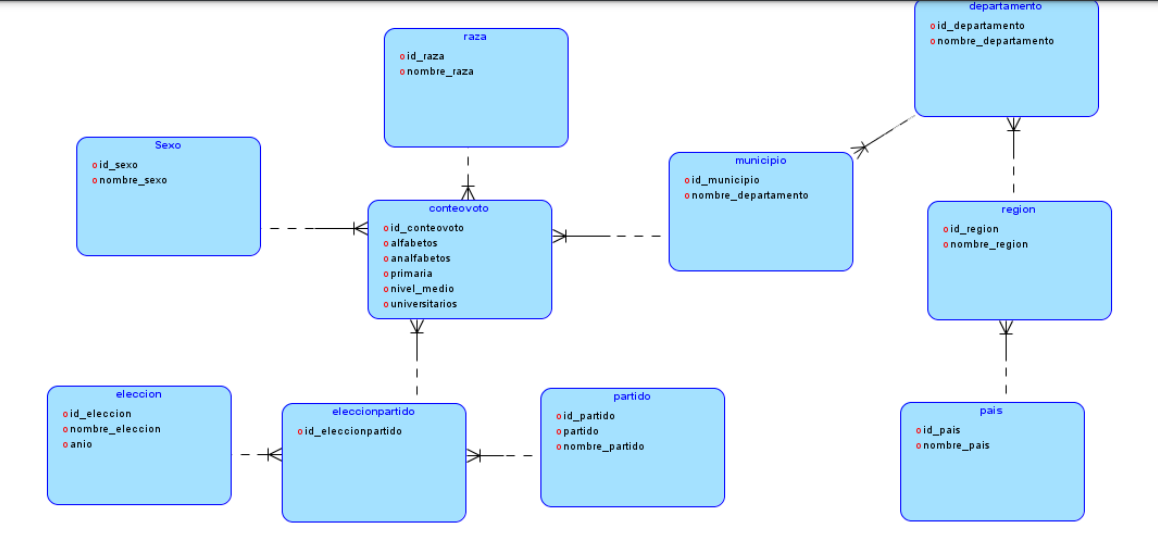 departamento
id_departamento
nombre_departamento
raza
id_raza
nombre_raza
Sexo
id_sexo
nombre_sexo
municipio
id_municipio
nombre_departamento
conteovoto
id_conteovoto
alfabetos
analfabetos
primaria
nivel_medio
universitarios
region
id_region
nombre_region
eleccion
id_eleccion
nombre_eleccion
anio
eleccionpartido
id_eleccionpartido
partido
id_partido
partido
nombre_partido
pais
id_pais
nombre_pais